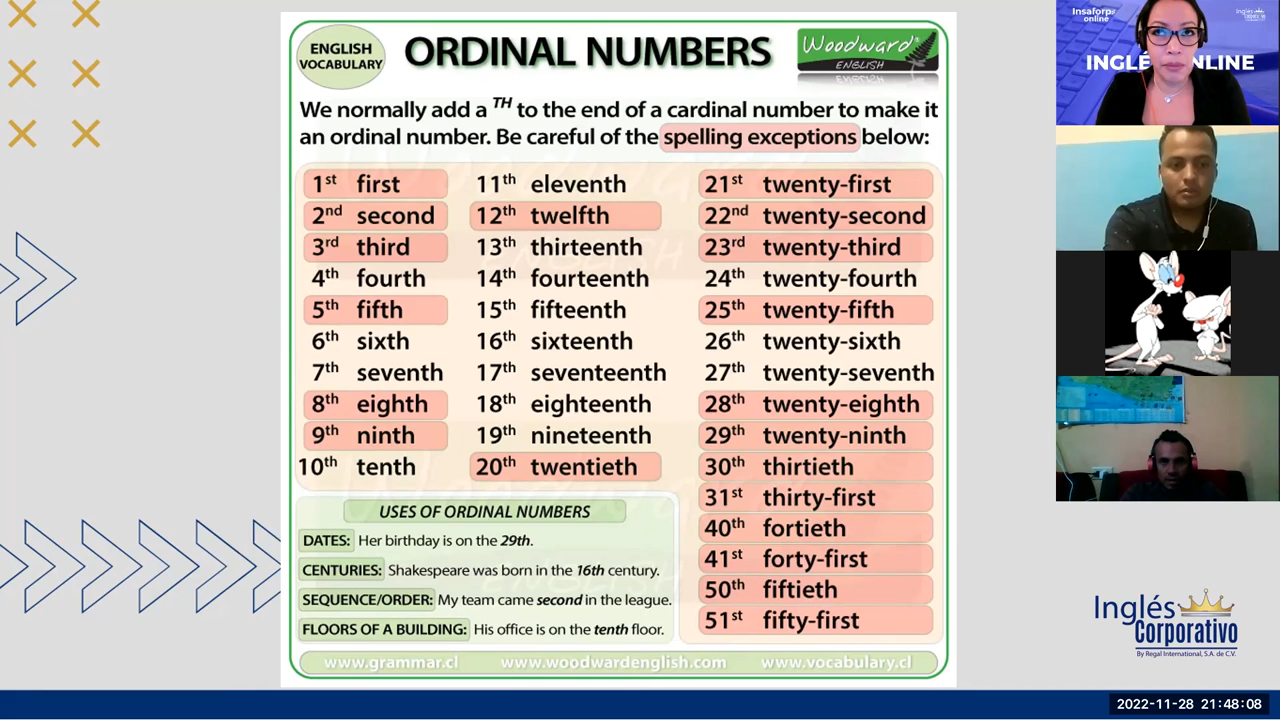 ENGLISH
VOCABULARY
ORDINAL NUMBERS
Woodward®
ENGLISH
We normally add a TH to the end of a cardinal number to make it
an ordinal number. Be careful of the spelling exceptions below:
1st first
2nd second
3rd third
4th fourth
5th fifth
6th sixth
7th seventh
8th eighth
9th ninth
10th tenth
11th eleventh
12th twelfth
13th thirteenth
14th fourteenth
15th fifteenth
16th sixteenth
17th seventeenth
18th eighteenth
19th nineteenth
20th twentieth
21st twenty-first
22nd twenty-second
23rd twenty-third
24th twenty-fourth
25th twenty-fifth
26th twenty-sixth
27th twenty-seventh
28th twenty-eighth
29th twenty-ninth
30th thirtieth
31st thirty-first
40th fortieth
41st forty-first
50th fiftieth
51st fifty-first
USES OF ORDINAL NUMBERS
DATES: Her birthday is on the 29th.
CENTURIES: Shakespeare was born in the 16th century.
SEQUENCE/ORDER: My team came second in the league.
FLOORS OF A BUILDING: His office is on the tenth floor.
www.grammar.cl www.woodwardenglish.com www.vocabulary.cl
Insaforp
online
Inglés
INGLÉ NLINE
Inglés
Corporativo
By Regal International, S.A. de C.V.
2022-11-28 21:48:08